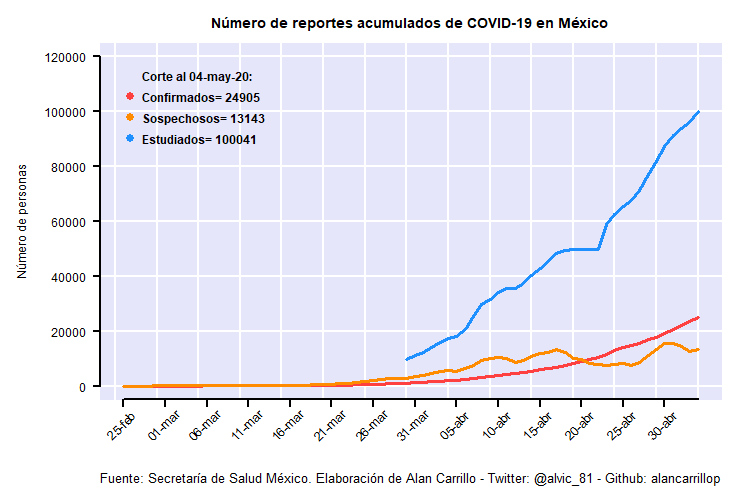 Número de reportes acumulados de COVID-19 en México
Corte al 04-may-20:
Confirmados= 24905
Sospechosos= 13143
Estudiados= 100041
Número de personas
120000
100000
80000
60000
40000
20000
0
25-feb
01-mar
06-mar
11-mar
16-mar
21-mar
26-mar
31-mar
05-abr
10-abr
15-abr
20-abr
25-abr
30-abr
Fuente: Secretaría de Salud México. Elaboración de Alan Carrillo - Twitter: @alvic_81 - Github: alancarrillop